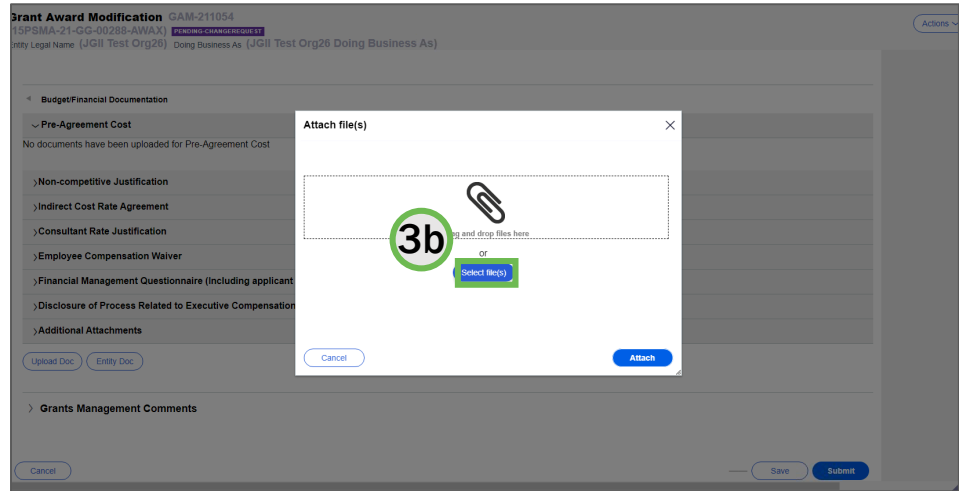 Grant Award Modification GAM-211054
15PSMA-21-GG-00288-AWAX) PENDING-CHANGEREQUEST
Entity Legal Name (JGII Test Org26) Doing Business As (JGII Test Org26 Doing Business As)
Actions
Budget/Financial Documentation
Pre-Agreement Cost
No documents have been uploaded for Pre-Agreement Cost
Non-competitive Justification
Indirect Cost Rate Agreement
Consultant Rate Justification
Employee Compensation Waiver
Financial Management Questionnaire (Including applicant
Disclosure of Process Related to Executive Compensation
Additional Attachments
Upload Doc Entity Doc
Grants Management Comments
Cancel Save Submit
Attach file(s)
3b
ag and drop files here
or
Select file(s)
Cancel Attach